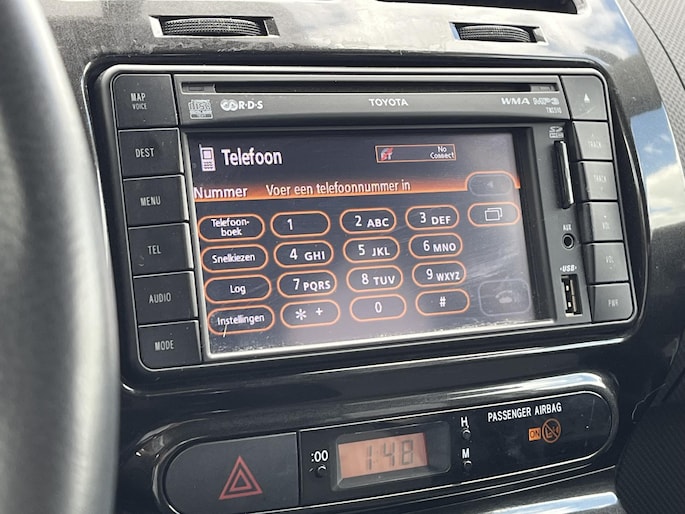 MAP
VOICE
DEST
MENU
TEL
AUDIO
MODE
R·D·S
TOYOTA
WMA MP3
TRACK
TRACK
VOL
VOL
PWR
AUX
USB
Telefoon
No
Connect
Nummer Voer een telefoonnummer in
Telefoon-
boek
1
2 ABC
3 DEF
Snelkiezen
4 GHI
5 JKL
6 MNO
Log
7 PQRS
8 TUV
9 WXYZ
Instellingen
* +
0
#
:00
1:48
H
M
PASSENGER AIRBAG
ON